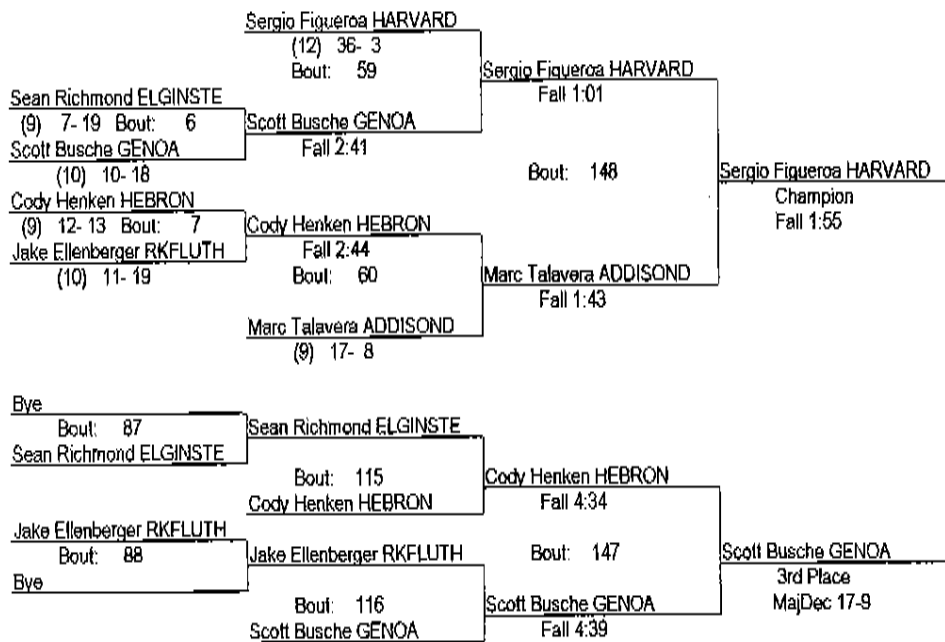 Sergio Figueroa HARVARD
(12) 36- 3
Bout: 59
Sergio Figueroa HARVARD
Fall 1:01
Sean Richmond ELGINSTE
(9) 7- 19 Bout: 6
Scott Busche GENOA
Fall 2:41
Scott Busche GENOA
(10) 10- 18
Bout: 148
Sergio Figueroa HARVARD
Champion
Fall 1:55
Cody Henken HEBRON
(9) 12- 13 Bout: 7
Cody Henken HEBRON
Fall 2:44
Jake Ellenberger RKFLUTH
(10) 11- 19
Bout: 60
Marc Talavera ADDISOND
Fall 1:43
Marc Talavera ADDISOND
(9) 17- 8
Bye
Bout: 87
Sean Richmond ELGINSTE
Sean Richmond ELGINSTE
Bout: 115
Cody Henken HEBRON
Fall 4:34
Cody Henken HEBRON
Jake Ellenberger RKFLUTH
Bout: 88
Jake Ellenberger RKFLUTH
Bout: 147
Scott Busche GENOA
3rd Place
MajDec 17-9
Bye
Bout: 116
Scott Busche GENOA
Fall 4:39
Scott Busche GENOA